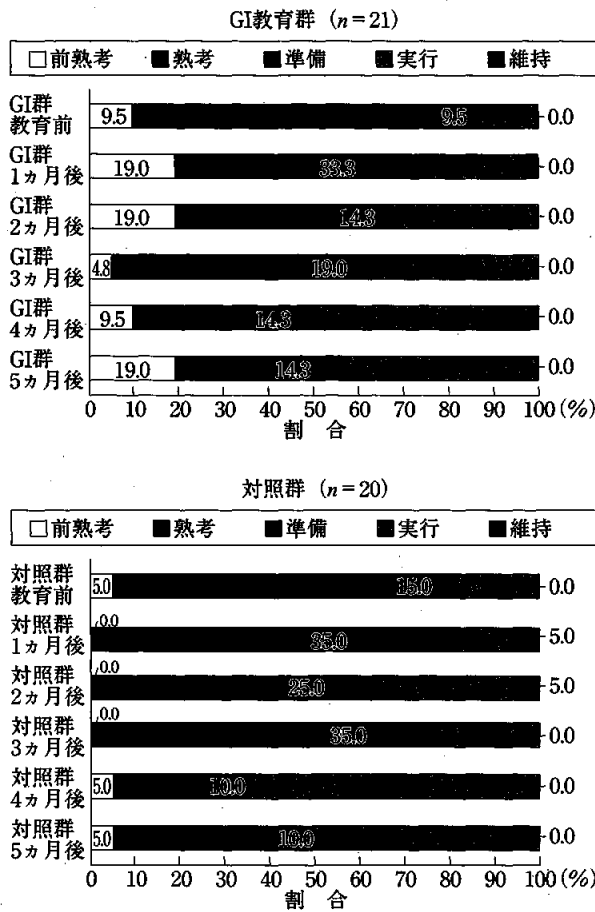 GI教育群 (n=21)
□前熟考 ■熟考 ■準備 ■実行 ■維持
GI群
教育前
9.5 9.5 0.0
GI群
1ヵ月後
19.0 33.3 0.0
GI群
2ヵ月後
19.0 14.3 0.0
GI群
3ヵ月後
4.8 19.0 0.0
GI群
4ヵ月後
9.5 14.3 0.0
GI群
5ヵ月後
19.0 14.3 0.0
0 10 20 30 40 50 60 70 80 90 100 (%)
割 合
対照群 (n=20)
□前熟考 ■熟考 ■準備 ■実行 ■維持
対照群
教育前
5.0 15.0 0.0
対照群
1ヵ月後
0.0 35.0 5.0
対照群
2ヵ月後
0.0 25.0 5.0
対照群
3ヵ月後
0.0 35.0 0.0
対照群
4ヵ月後
5.0 10.0 0.0
対照群
5ヵ月後
5.0 10.0 0.0
0 10 20 30 40 50 60 70 80 90 100 (%)
割 合